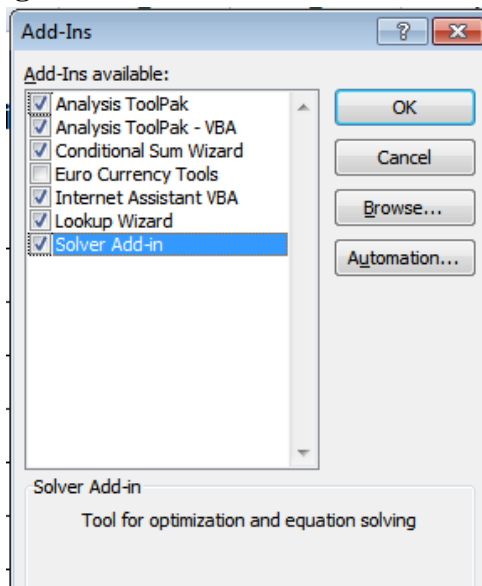 Add-Ins
Add-Ins available:
Analysis ToolPak
Analysis ToolPak - VBA
Conditional Sum Wizard
Euro Currency Tools
Internet Assistant VBA
Lookup Wizard
Solver Add-in
OK
Cancel
Browse...
Automation...
Solver Add-in
Tool for optimization and equation solving